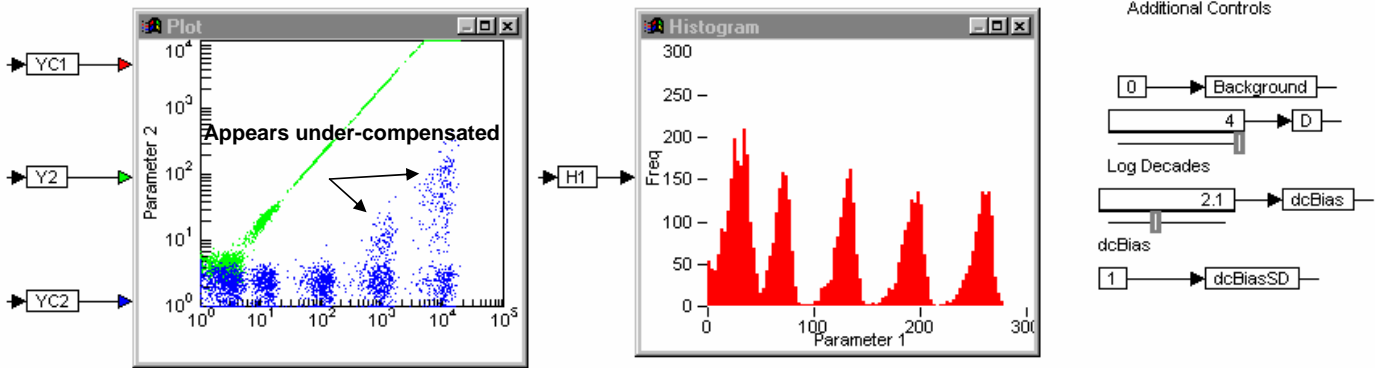 YC1
Y2
YC2
Plot
10^4
10^3
10^2
10^1
10^0
Parameter 2
Appears under-compensated
10^0
10^1
10^2
10^3
10^4
10^5
H1
Histogram
300
250
200
150
100
50
0
Freq
0
100
200
300
Parameter 1
Additional Controls
0
Background
4
D
Log Decades
2.1
dcBias
dcBias
1
dcBiasSD